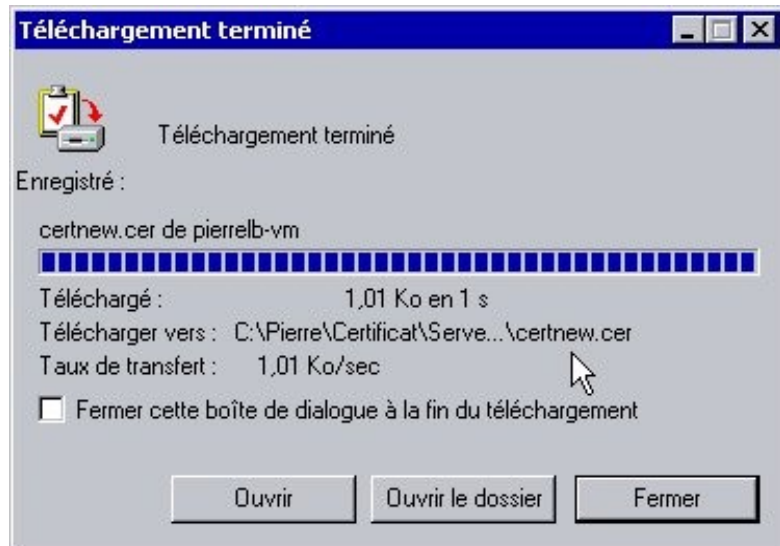 Téléchargement terminé
Téléchargement terminé
Enregistré :
certnew.cer de pierrelb-vm
Téléchargé : 1,01 Ko en 1 s
Télécharger vers : C:\Pierre\Certificat\Serve...\certnew.cer
Taux de transfert : 1,01 Ko/sec
Fermer cette boîte de dialogue à la fin du téléchargement
Ouvrir Ouvrir le dossier Fermer